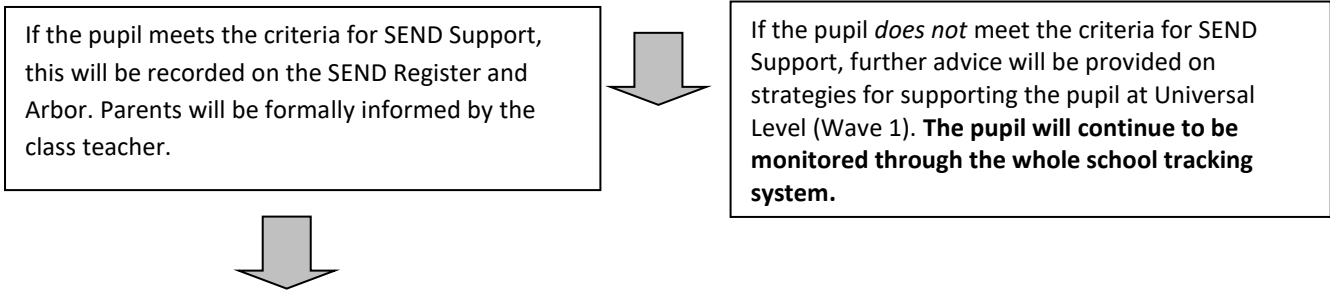 If the pupil meets the criteria for SEND Support,
this will be recorded on the SEND Register and
Arbor. Parents will be formally informed by the
class teacher.
If the pupil does not meet the criteria for SEND
Support, further advice will be provided on
strategies for supporting the pupil at Universal
Level (Wave 1). The pupil will continue to be
monitored through the whole school tracking
system.